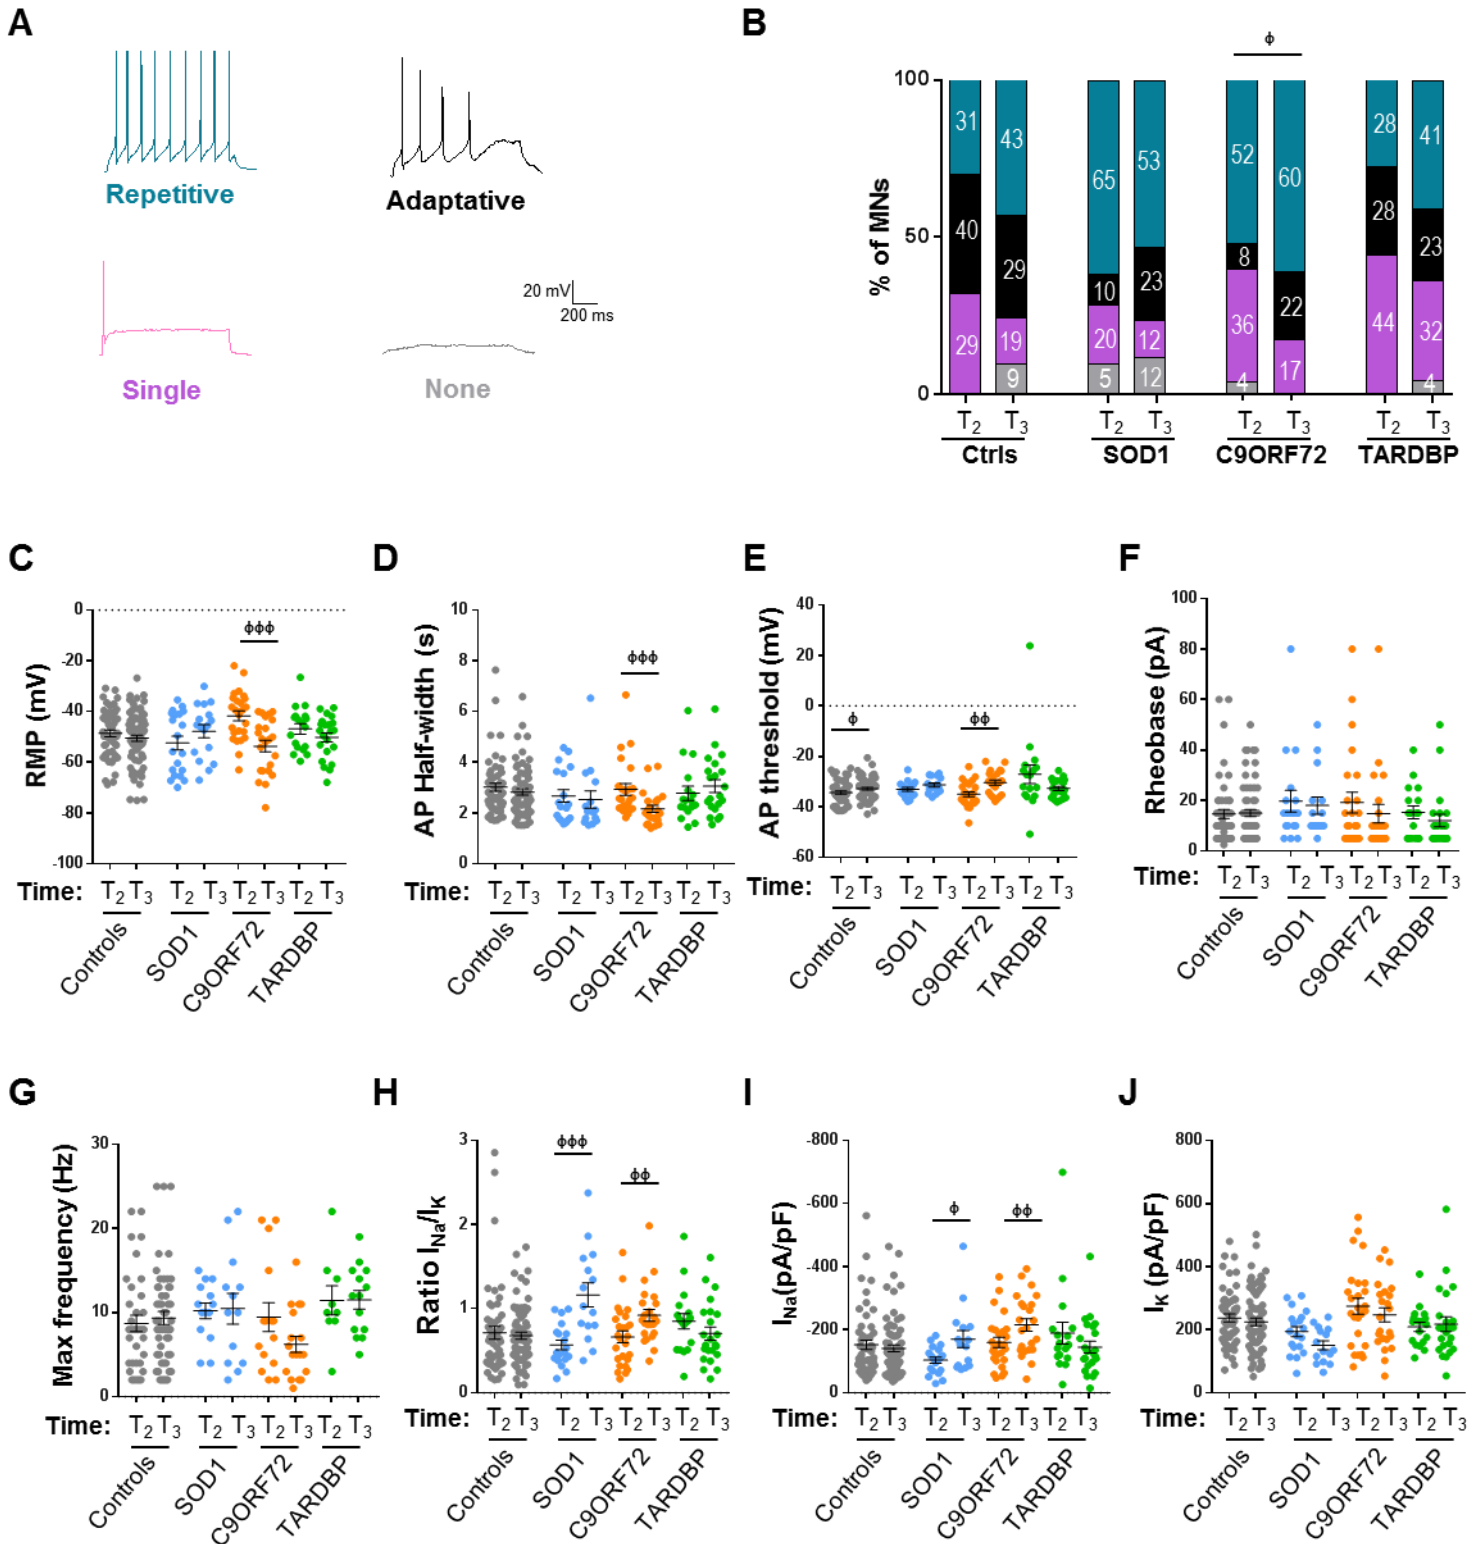 A
Repetitive
Adaptative
Single
None
20 mV
200 ms
B
ϕ
% of MNs
100
50
0
31
40
29
43
29
19
9
65
10
20
5
53
23
12
12
52
8
36
4
60
22
17
28
28
44
41
23
32
4
T2 T3 T2 T3 T2 T3 T2 T3
Ctrls SOD1 C9ORF72 TARDBP
C
RMP (mV)
0
-20
-40
-60
-80
-100
ϕϕϕ
Time: T2 T3 T2 T3 T2 T3 T2 T3
Controls SOD1 C9ORF72 TARDBP
D
AP Half-width (s)
10
8
6
4
2
0
ϕϕϕ
Time: T2 T3 T2 T3 T2 T3 T2 T3
Controls SOD1 C9ORF72 TARDBP
E
AP threshold (mV)
40
20
0
-20
-40
-60
ϕ ϕϕ
Time: T2 T3 T2 T3 T2 T3 T2 T3
Controls SOD1 C9ORF72 TARDBP
F
Rheobase (pA)
100
80
60
40
20
0
Time: T2 T3 T2 T3 T2 T3 T2 T3
Controls SOD1 C9ORF72 TARDBP
G
Max frequency (Hz)
30
20
10
0
Time: T2 T3 T2 T3 T2 T3 T2 T3
Controls SOD1 C9ORF72 TARDBP
H
Ratio INa/IK
3
2
1
0
ϕϕϕ ϕϕ
Time: T2 T3 T2 T3 T2 T3 T2 T3
Controls SOD1 C9ORF72 TARDBP
I
INa(pA/pF)
-800
-600
-400
-200
0
ϕ ϕϕ
Time: T2 T3 T2 T3 T2 T3 T2 T3
Controls SOD1 C9ORF72 TARDBP
J
IK (pA/pF)
800
600
400
200
0
Time: T2 T3 T2 T3 T2 T3 T2 T3
Controls SOD1 C9ORF72 TARDBP